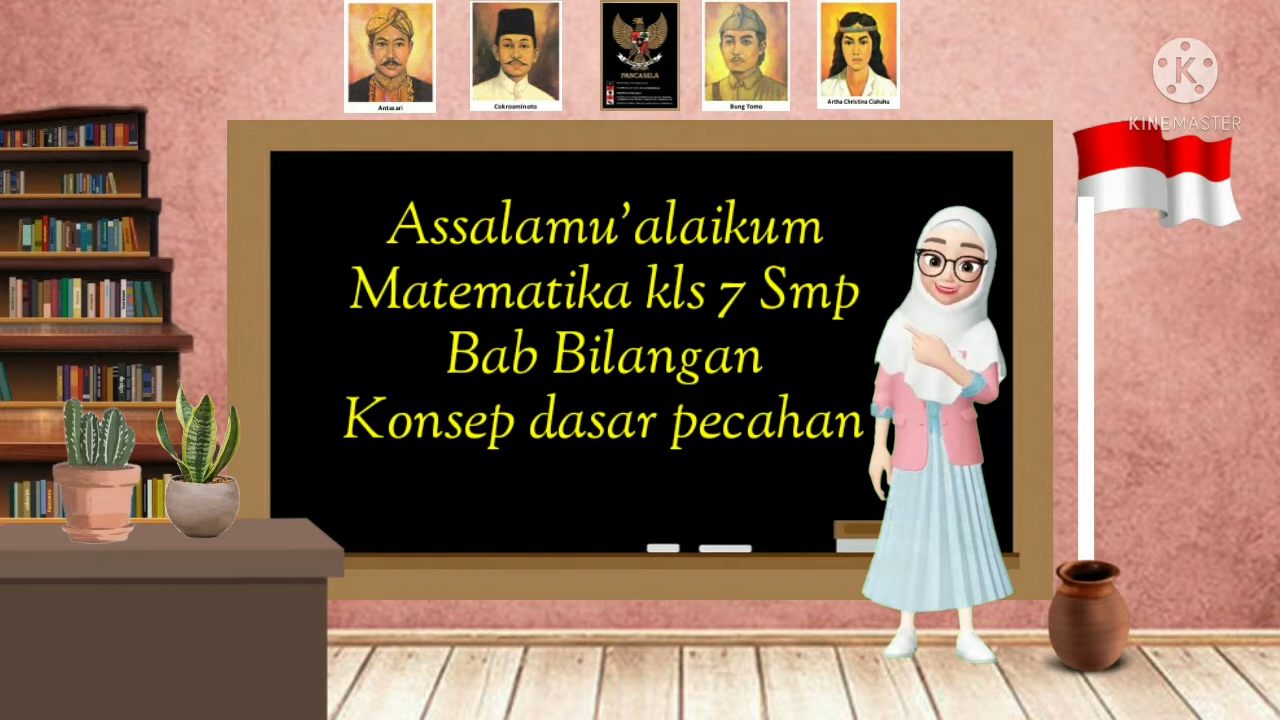 Antasari
Cokroaminoto
PANCASILA
Bung Tomo
Artha Christina Ciahahu
K
KINEMASTER
Assalamu'alaikum
Matematika kls 7 Smp
Bab Bilangan
Konsep dasar pecahan